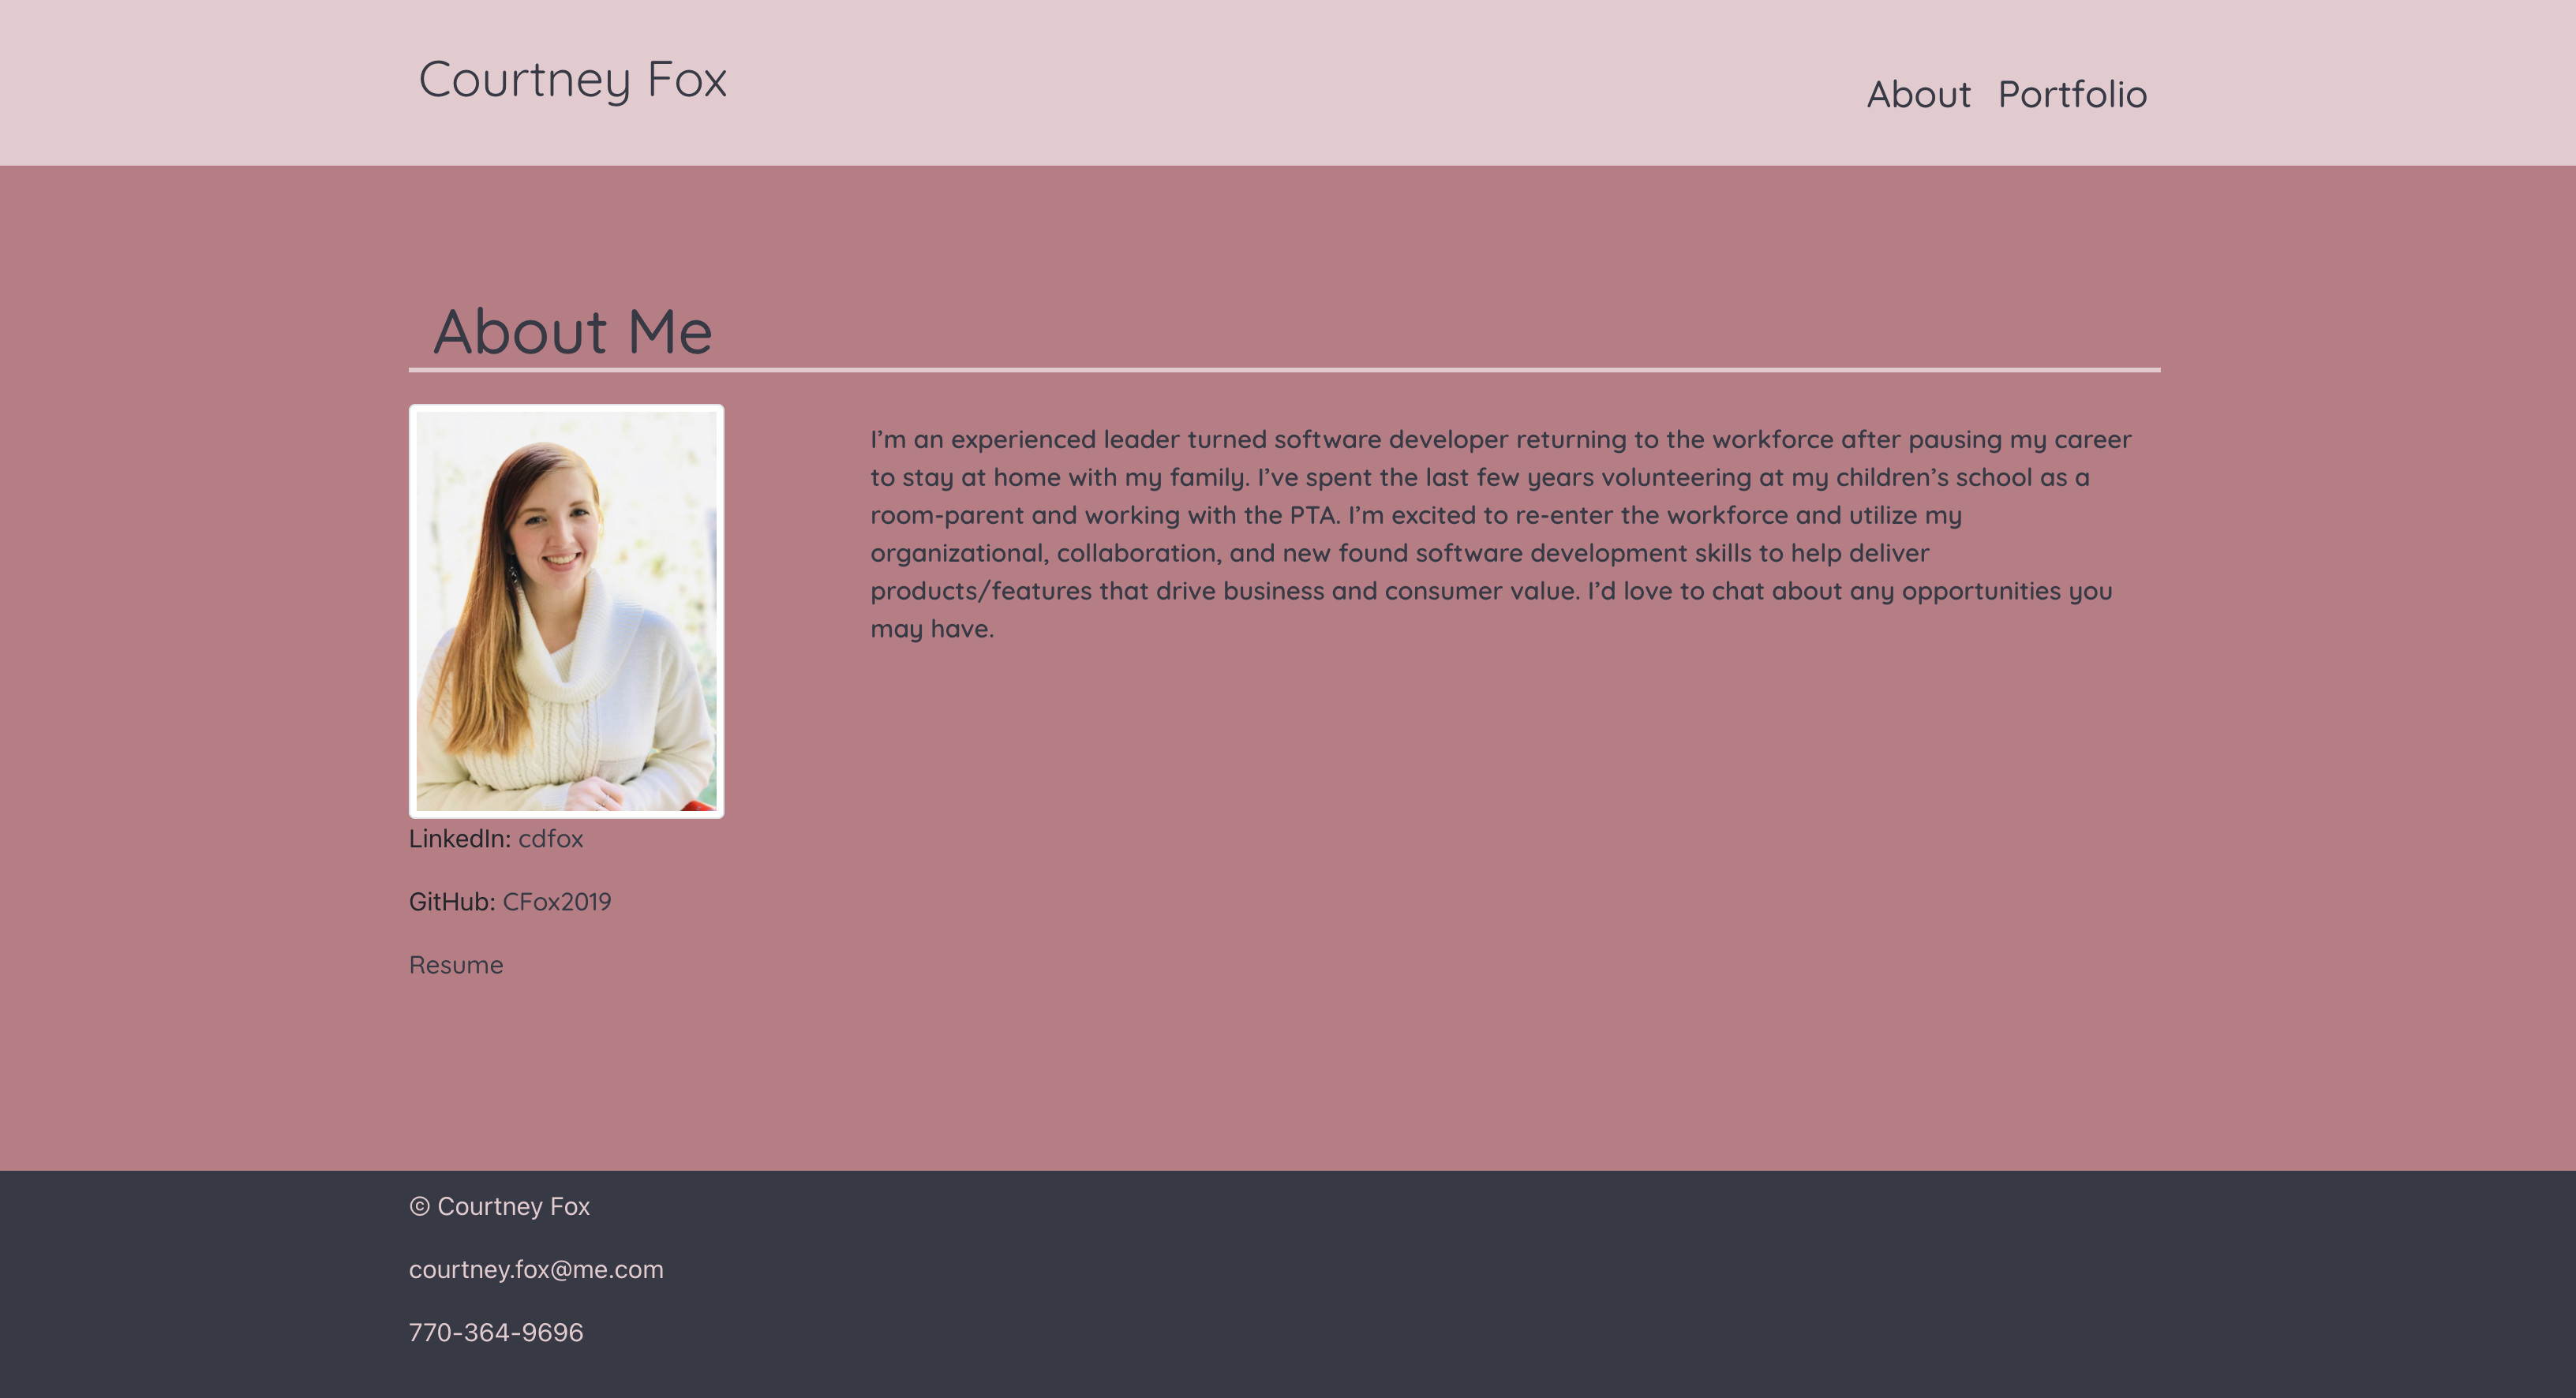 Courtney Fox
About Portfolio
About Me
I’m an experienced leader turned software developer returning to the workforce after pausing my career
to stay at home with my family. I’ve spent the last few years volunteering at my children’s school as a
room-parent and working with the PTA. I’m excited to re-enter the workforce and utilize my
organizational, collaboration, and new found software development skills to help deliver
products/features that drive business and consumer value. I’d love to chat about any opportunities you
may have.
LinkedIn: cdfox
GitHub: CFox2019
Resume
© Courtney Fox
courtney.fox@me.com
770-364-9696